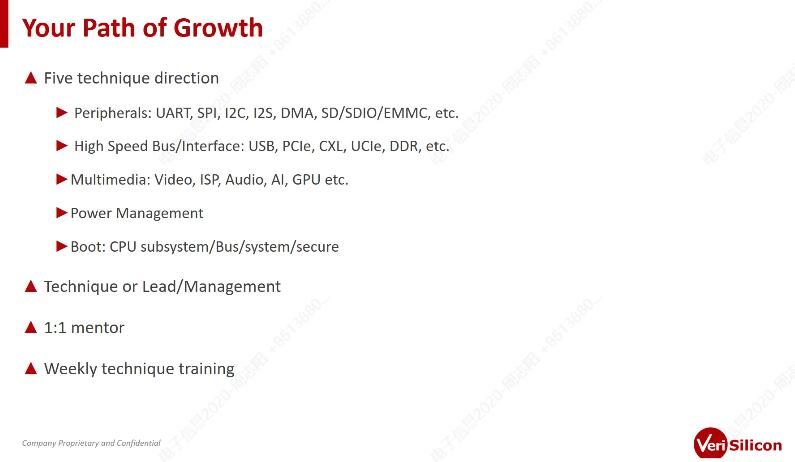 Your Path of Growth
Five technique direction
Peripherals: UART, SPI, I2C, I2S, DMA, SD/SDIO/EMMC, etc.
High Speed Bus/Interface: USB, PCIe, CXL, UCIe, DDR, etc.
Multimedia: Video, ISP, Audio, AI, GPU etc.
Power Management
Boot: CPU subsystem/Bus/system/secure
Technique or Lead/Management
1:1 mentor
Weekly technique training
Company Proprietary and Confidential
VeriSilicon